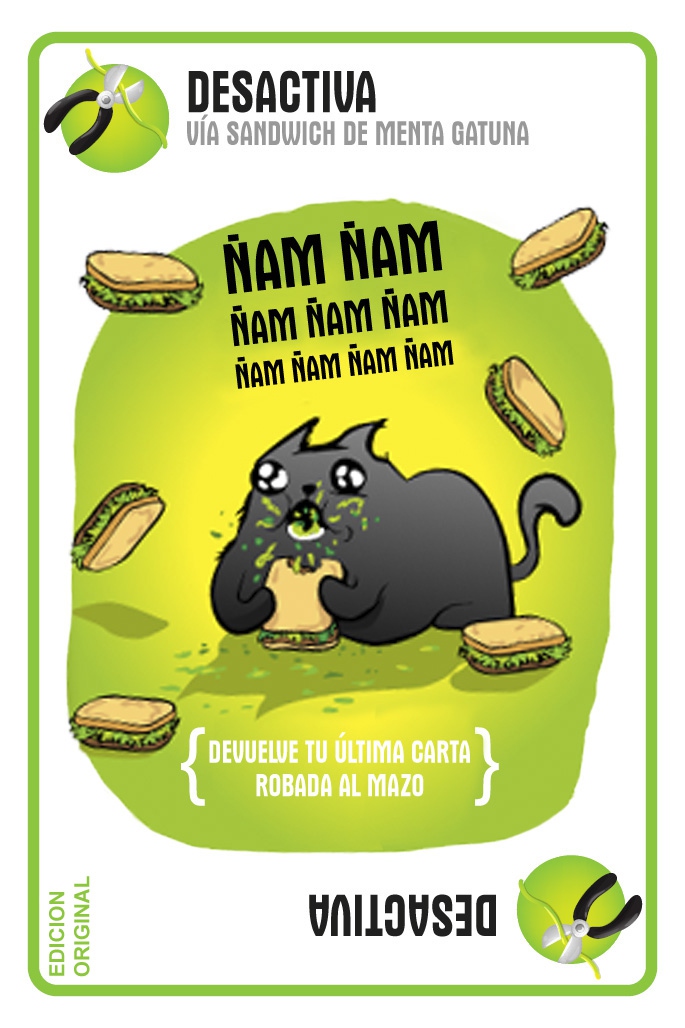 DESACTIVA
VÍA SANDWICH DE MENTA GATUNA
ÑAM ÑAM
ÑAM ÑAM ÑAM
ÑAM ÑAM ÑAM ÑAM
{DEVUELVE TU ÚLTIMA CARTA
ROBADA AL MAZO}
DESACTIVA
EDICION
ORIGINAL